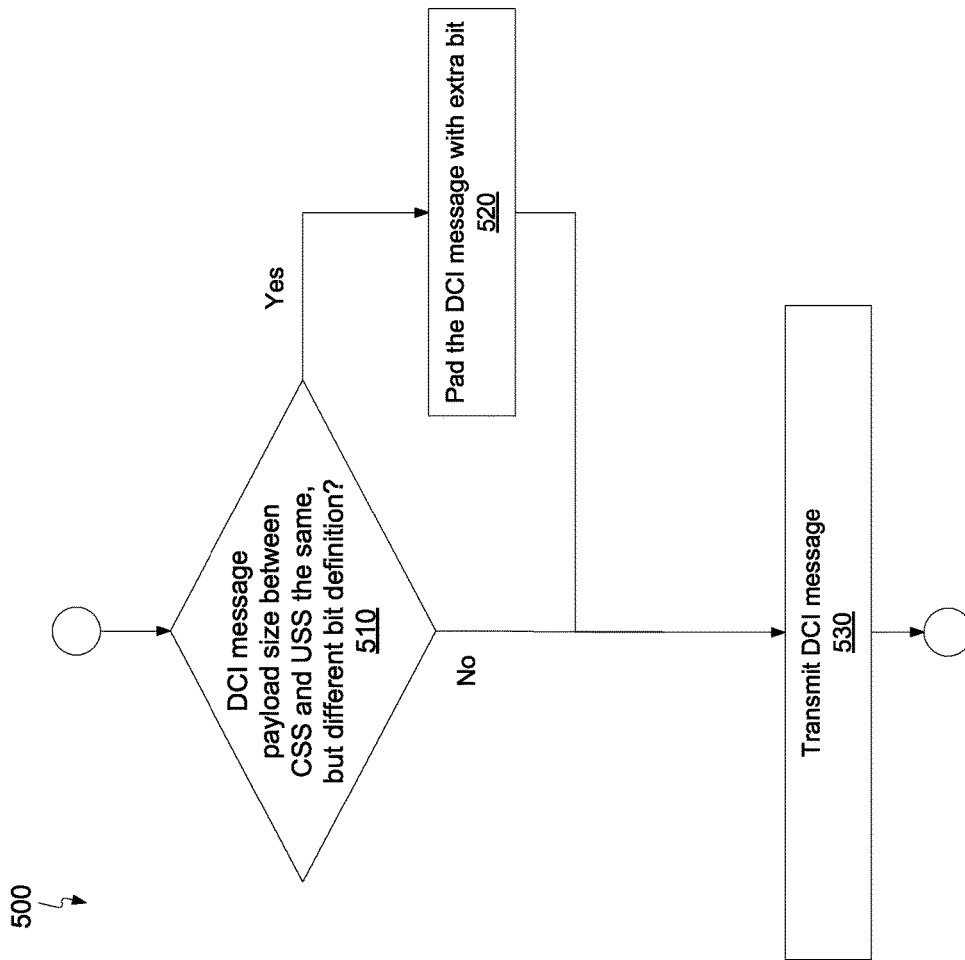 500
DCI message
payload size between
CSS and USS the same,
but different bit definition?
510
Yes
No
Pad the DCI message with extra bit
520
Transmit DCI message
530